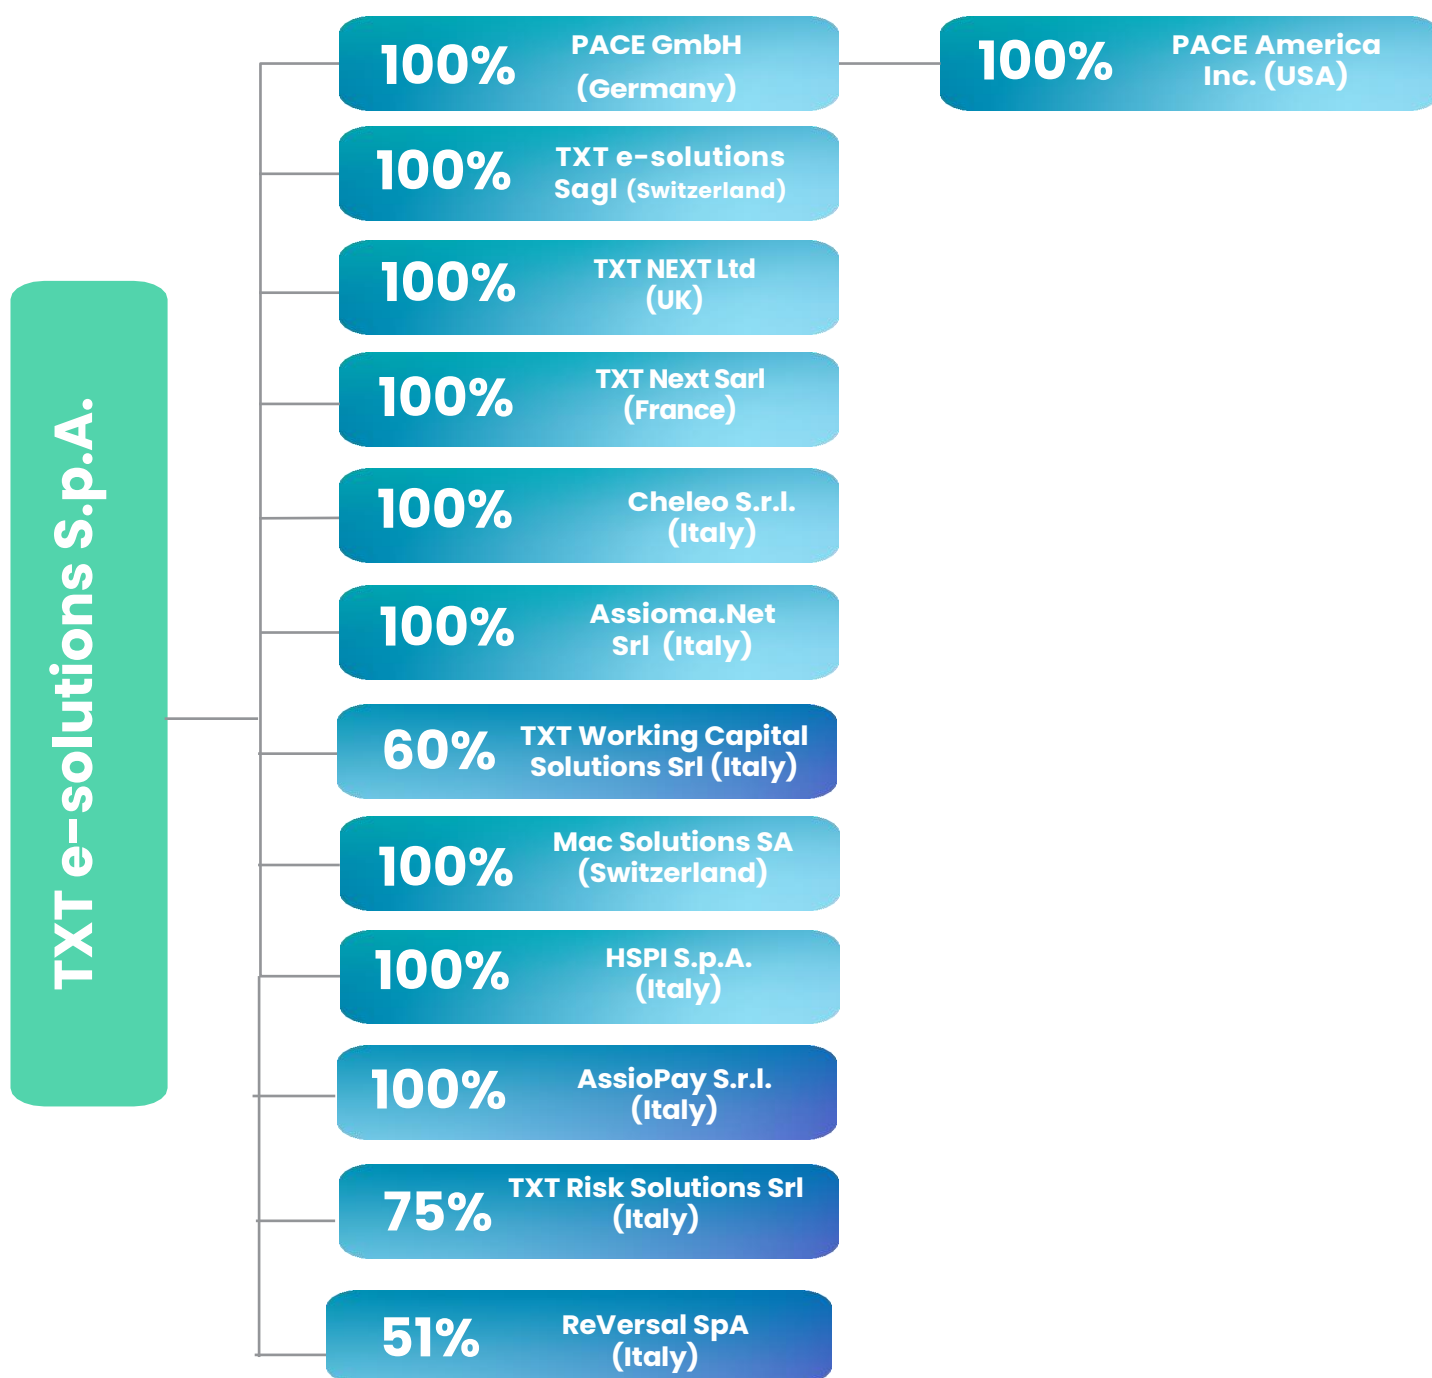 TXT e-solutions S.p.A.
100%
PACE GmbH
(Germany)
100%
PACE America
Inc. (USA)
100%
TXT e-solutions
Sagl (Switzerland)
100%
TXT NEXT Ltd
(UK)
100%
TXT Next Sarl
(France)
100%
Cheleo S.r.l.
(Italy)
100%
Assioma.Net
Srl (Italy)
60%
TXT Working Capital
Solutions Srl (Italy)
100%
Mac Solutions SA
(Switzerland)
100%
HSPI S.p.A.
(Italy)
100%
AssioPay S.r.l.
(Italy)
75%
TXT Risk Solutions Srl
(Italy)
51%
ReVersal SpA
(Italy)